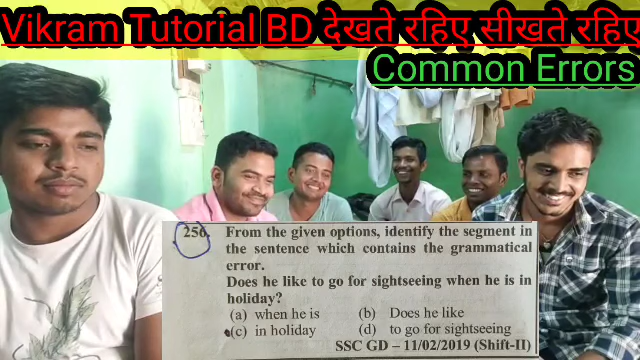 Vikram Tutorial BD देखते रहिए सीखते रहिए
Common Errors
256. From the given options, identify the segment in
the sentence which contains the grammatical
error.
Does he like to go for sightseeing when he is in
holiday?
(a) when he is (b) Does he like
(c) in holiday (d) to go for sightseeing
SSC GD – 11/02/2019 (Shift-II)